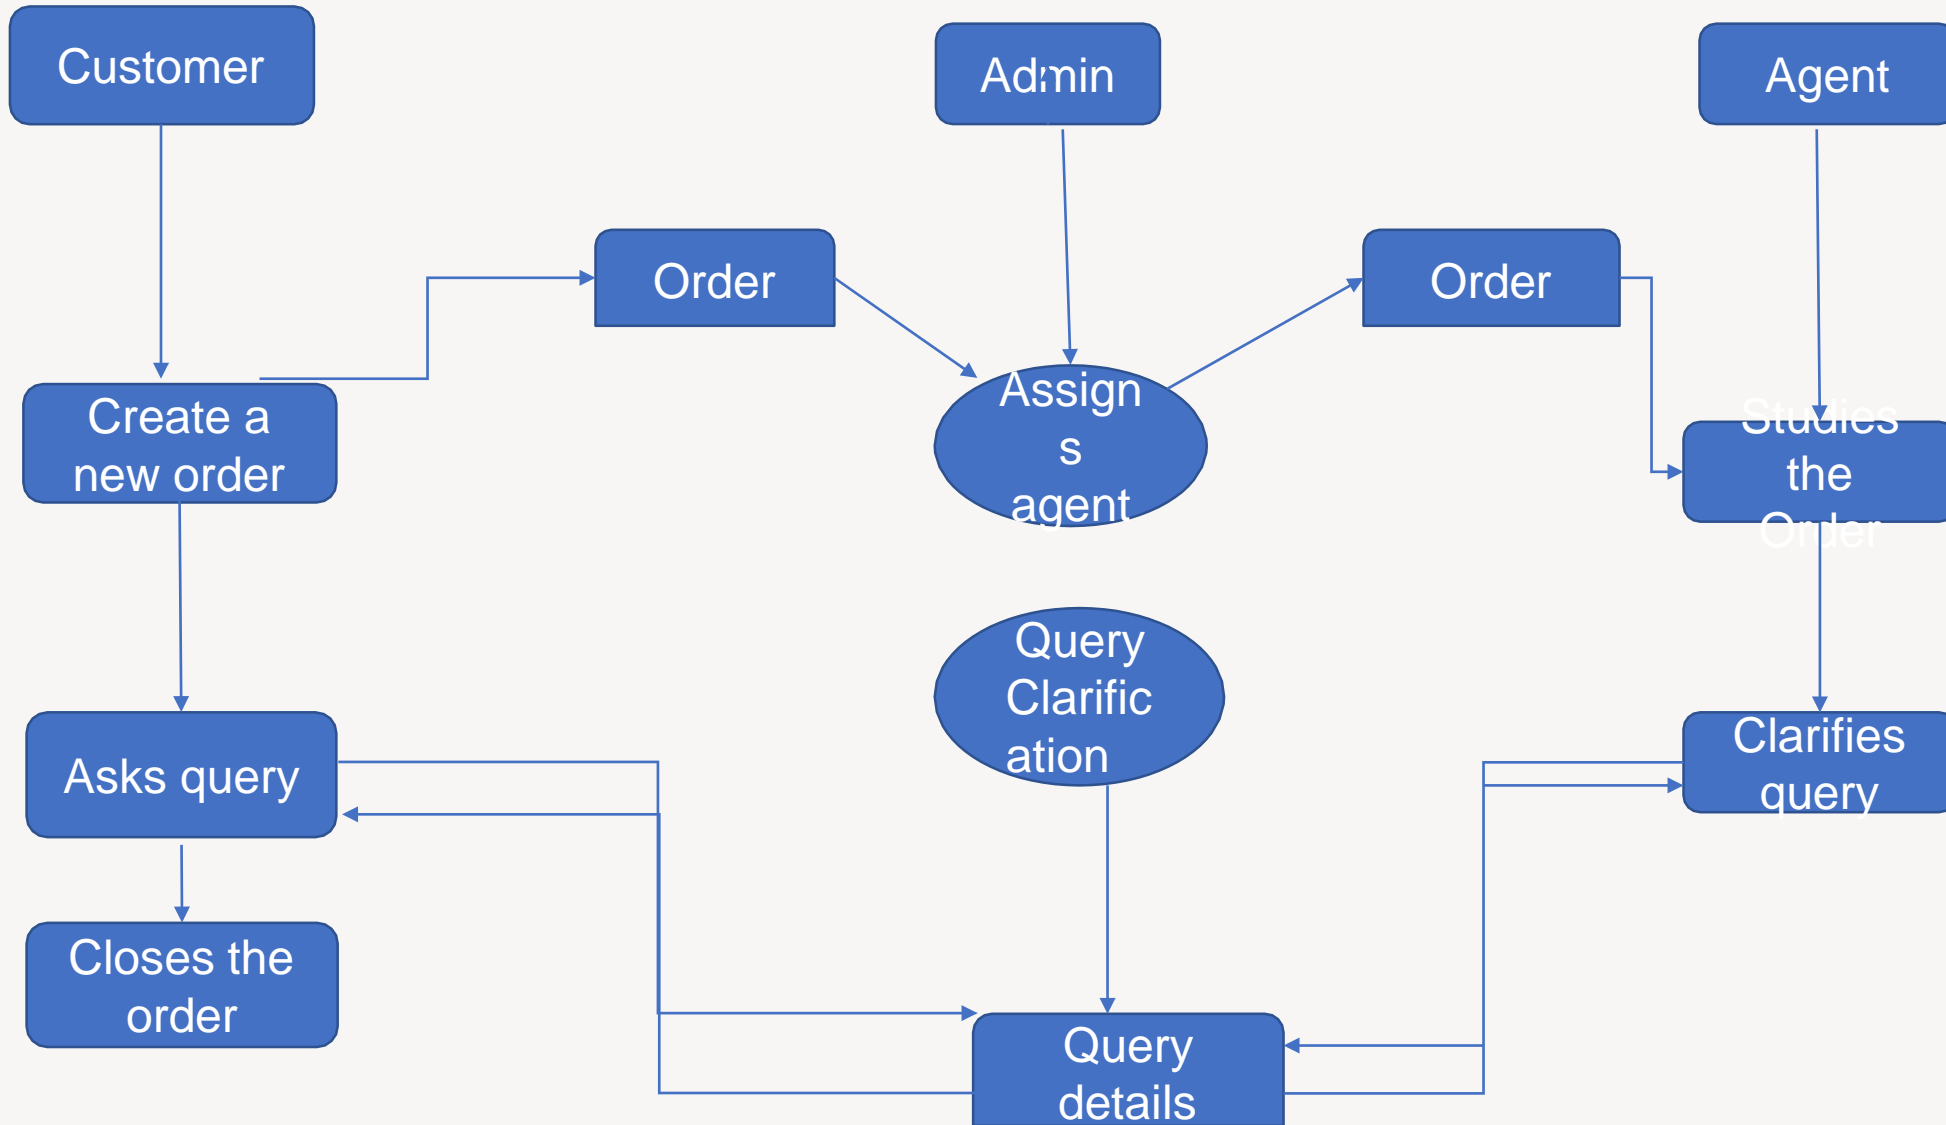 Customer
Admin
Agent
Order
Order
Create a
new order
Assign
s
agent
Studies
the
Order
Query
Clarific
ation
Asks query
Clarifies
query
Closes the
order
Query
details